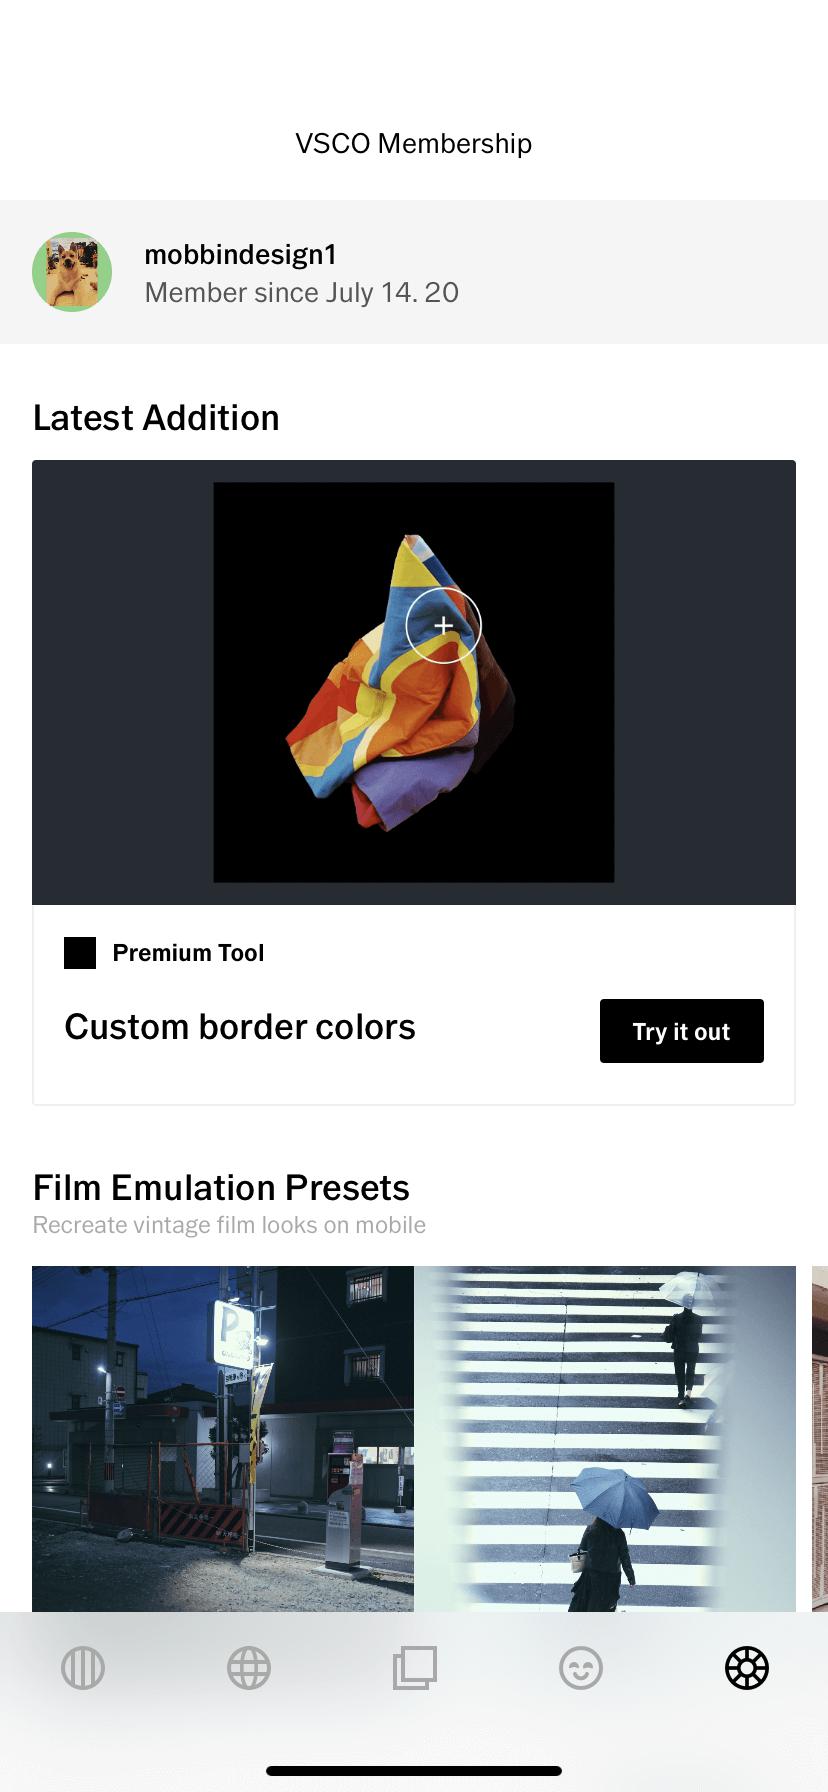 VSCO Membership
mobbindesign1
Member since July 14. 20
Latest Addition
Premium Tool
Custom border colors
Try it out
Film Emulation Presets
Recreate vintage film looks on mobile
P